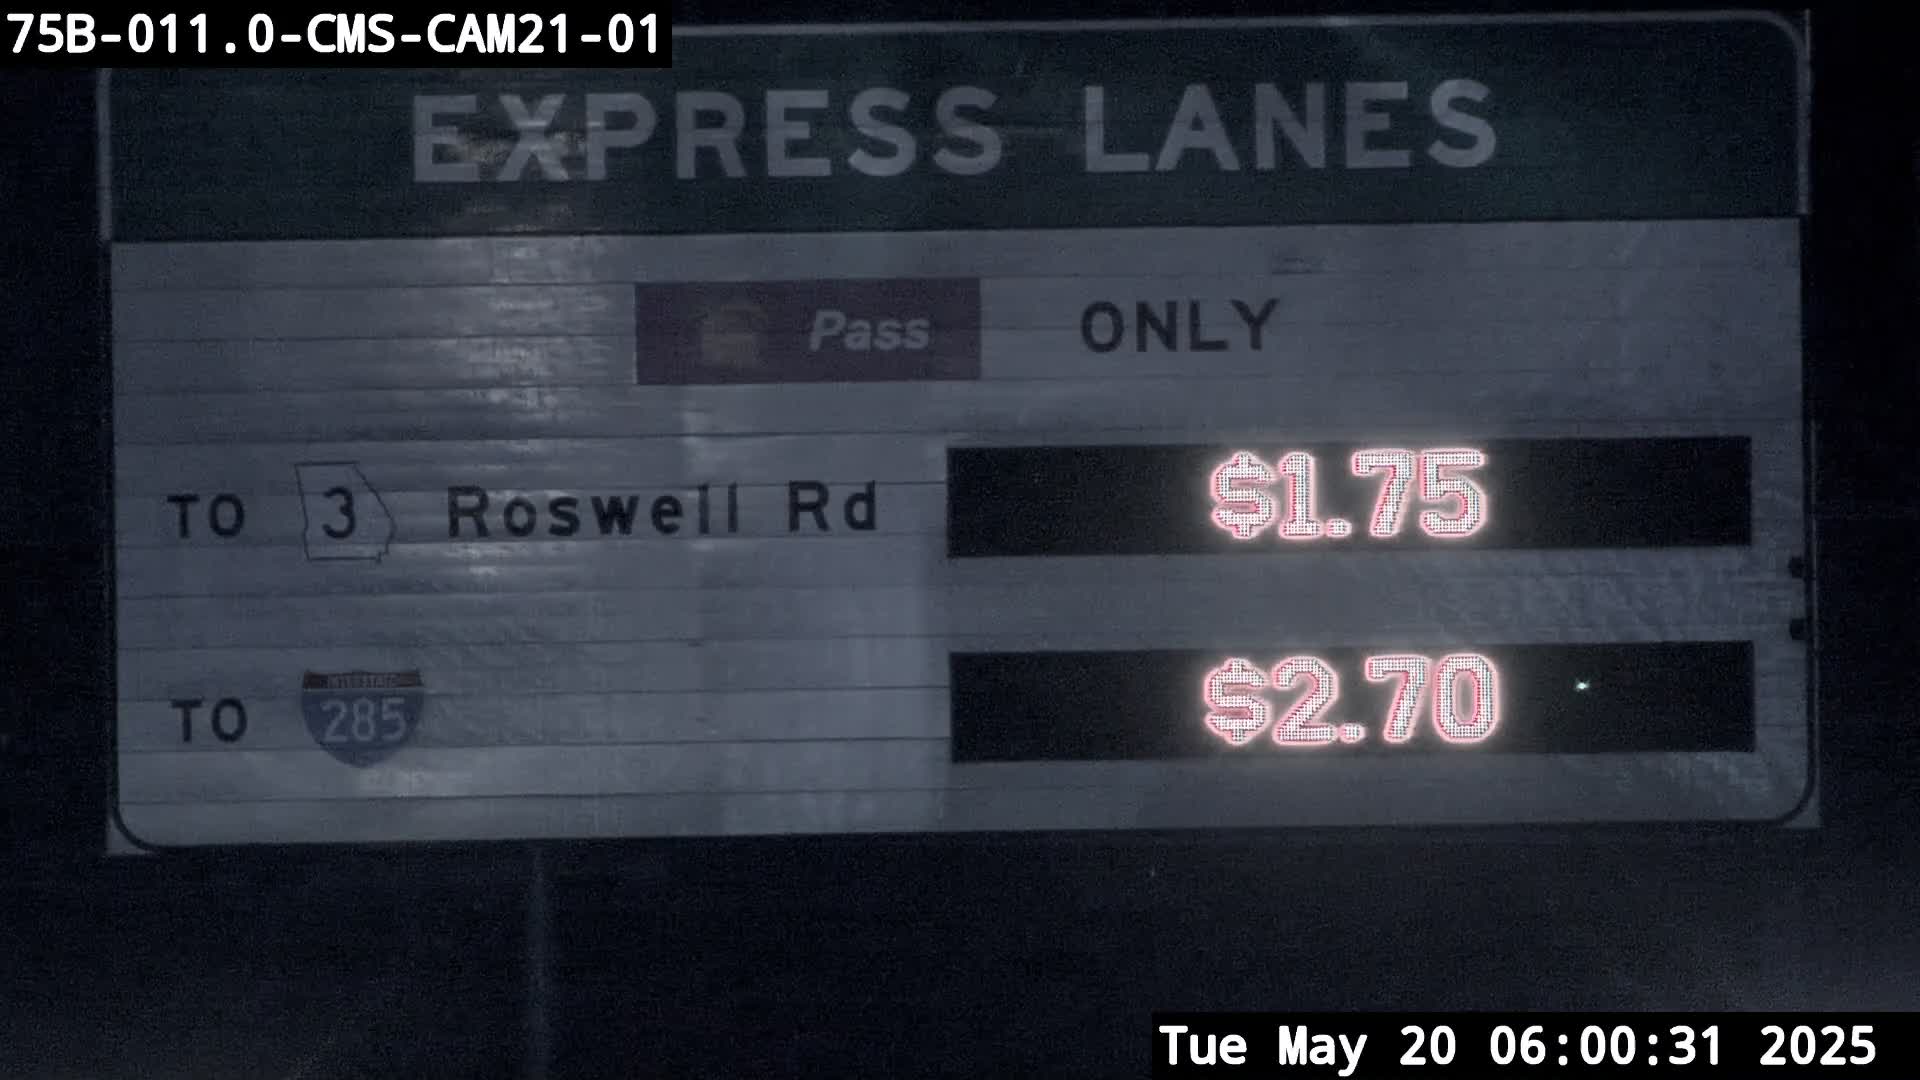 75B-011.0-CMS-CAM21-01
EXPRESS LANES
Pass ONLY
TO 3 Roswell Rd $1.75
INTERSTATE
TO 285 $2.70
Tue May 20 06:00:31 2025